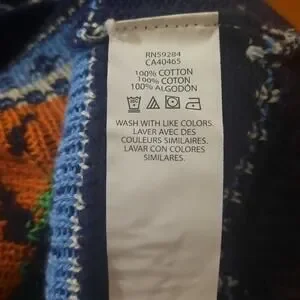 RN59284
CA40465
100% COTTON
100% COTON
100% ALGODÓN
WASH WITH LIKE COLORS.
LAVER AVEC DES
COULEURS SIMILAIRES.
LAVAR CON COLORES
SIMILARES.